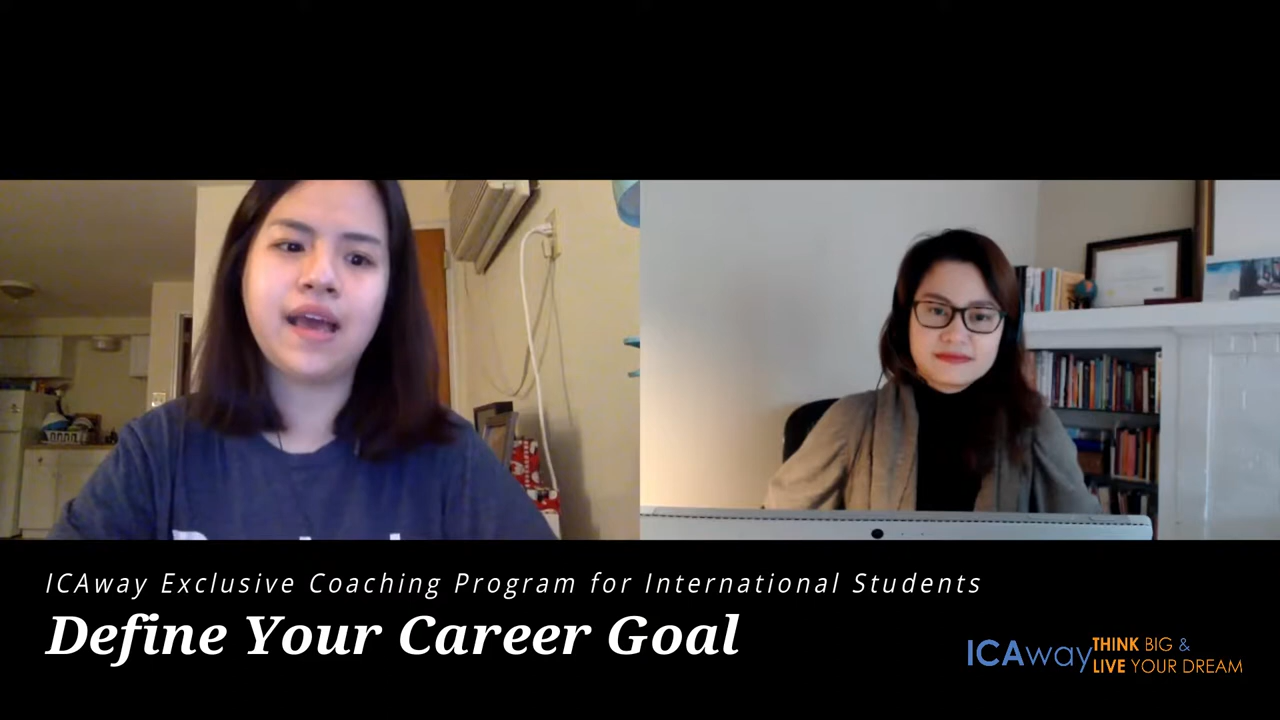 ICAway Exclusive Coaching Program for International Students
Define Your Career Goal
ICAway THINK BIG &
LIVE YOUR DREAM